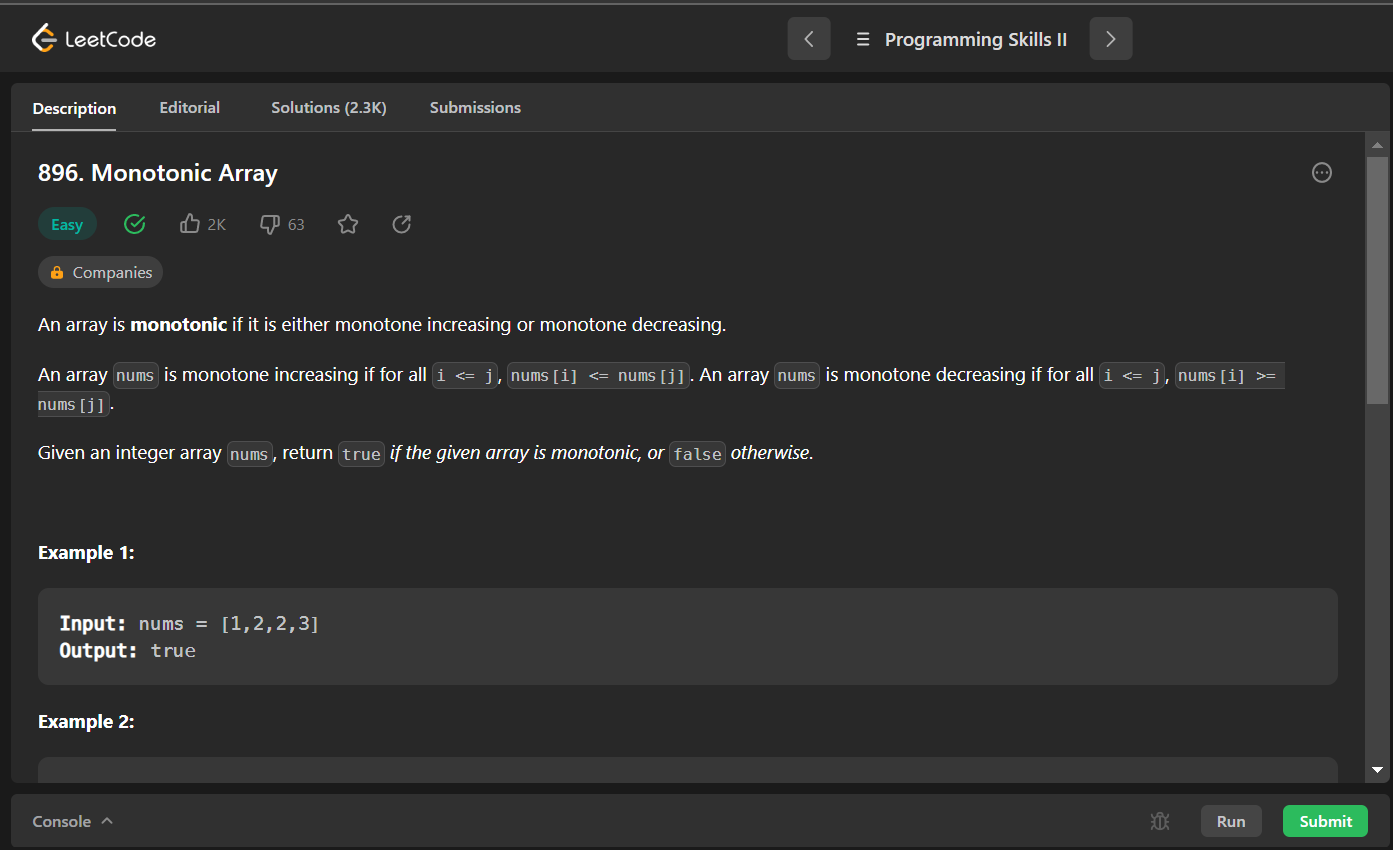 LeetCode
Programming Skills II
Description Editorial Solutions (2.3K) Submissions
896. Monotonic Array
Easy 2K 63
Companies
An array is monotonic if it is either monotone increasing or monotone decreasing.
An array nums is monotone increasing if for all i <= j, nums[i] <= nums[j]. An array nums is monotone decreasing if for all i <= j, nums[i] >=
nums[j].
Given an integer array nums, return true if the given array is monotonic, or false otherwise.
Example 1:
Input: nums = [1,2,2,3]
Output: true
Example 2:
Console Run Submit